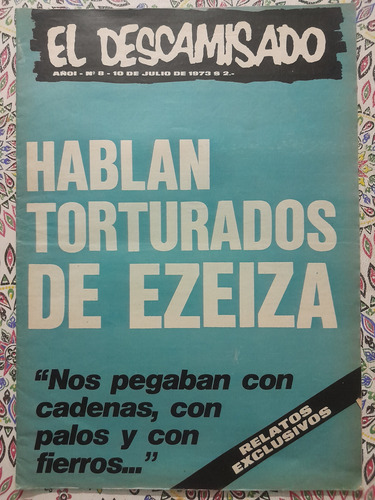 EL DESCAMISADO
AÑO I - Nº 8 - 10 DE JULIO DE 1973 $ 2.-
HABLAN
TORTURADOS
DE EZEIZA
“Nos pegaban con
cadenas, con
palos y con
fierros...”
RELATOS
EXCLUSIVOS